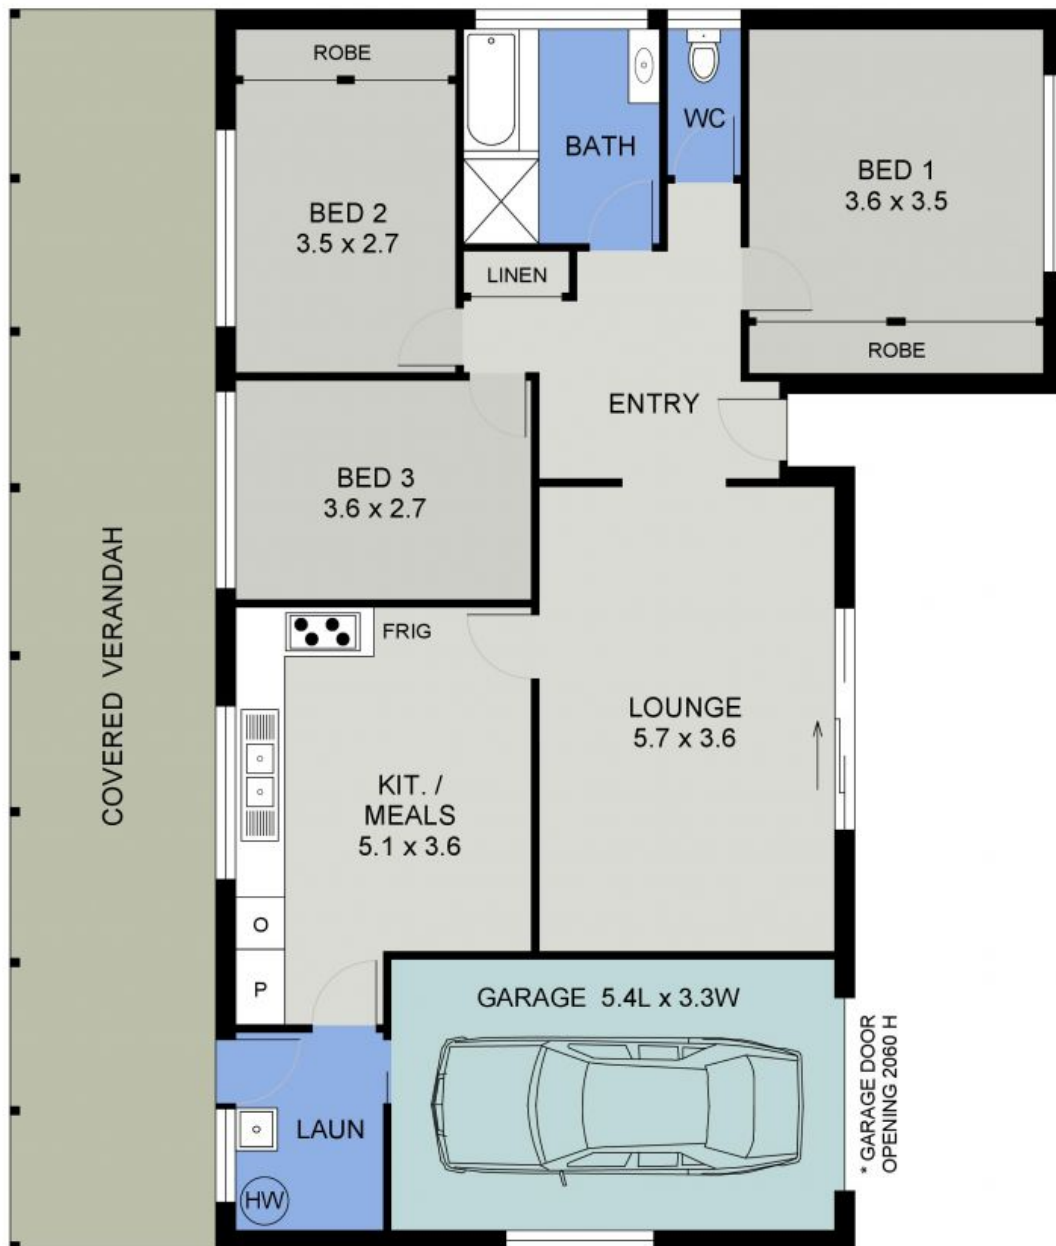 ROBE
BED 2
3.5 x 2.7
BATH
WC
BED 1
3.6 x 3.5
LINEN
ROBE
ENTRY
BED 3
3.6 x 2.7
COVERED VERANDAH
FRIG
LOUNGE
5.7 x 3.6
KIT. /
MEALS
5.1 x 3.6
O
P
GARAGE 5.4L x 3.3W
* GARAGE DOOR
OPENING 2060 H
LAUN
HW